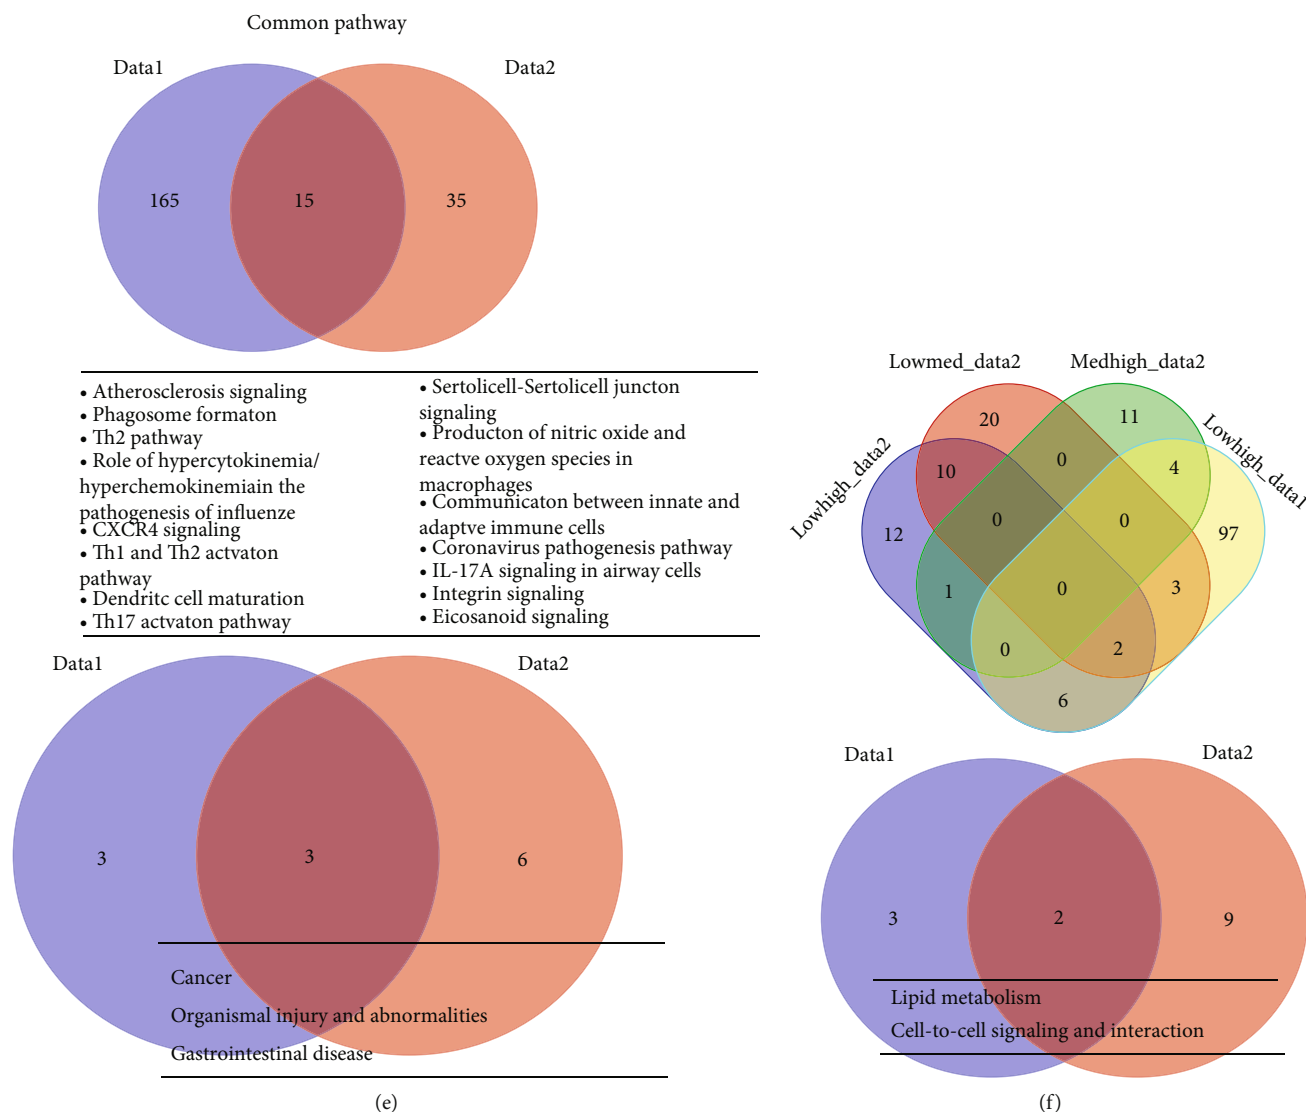 Common pathway
Data1
Data2
165
15
35
• Atherosclerosis signaling
• Phagosome formaton
• Th2 pathway
• Role of hypercytokinemia/
hyperchemokinemiain the
pathogenesis of influenze
• CXCR4 signaling
• Th1 and Th2 actvaton
pathway
• Dendritc cell maturation
• Th17 actvaton pathway
• Sertolicell-Sertolicell juncton
signaling
• Producton of nitric oxide and
reactve oxygen species in
macrophages
• Communicaton between innate and
adaptve immune cells
• Coronavirus pathogenesis pathway
• IL-17A signaling in airway cells
• Integrin signaling
• Eicosanoid signaling
Data1
Data2
3
3
6
Cancer
Organismal injury and abnormalities
Gastrointestinal disease
(e)
Lowmed_data2
Medhigh_data2
Lowhigh_data2
Lowhigh_data1
20
11
10
0
4
12
0
0
97
1
0
3
0
2
6
Data1
Data2
3
2
9
Lipid metabolism
Cell-to-cell signaling and interaction
(f)